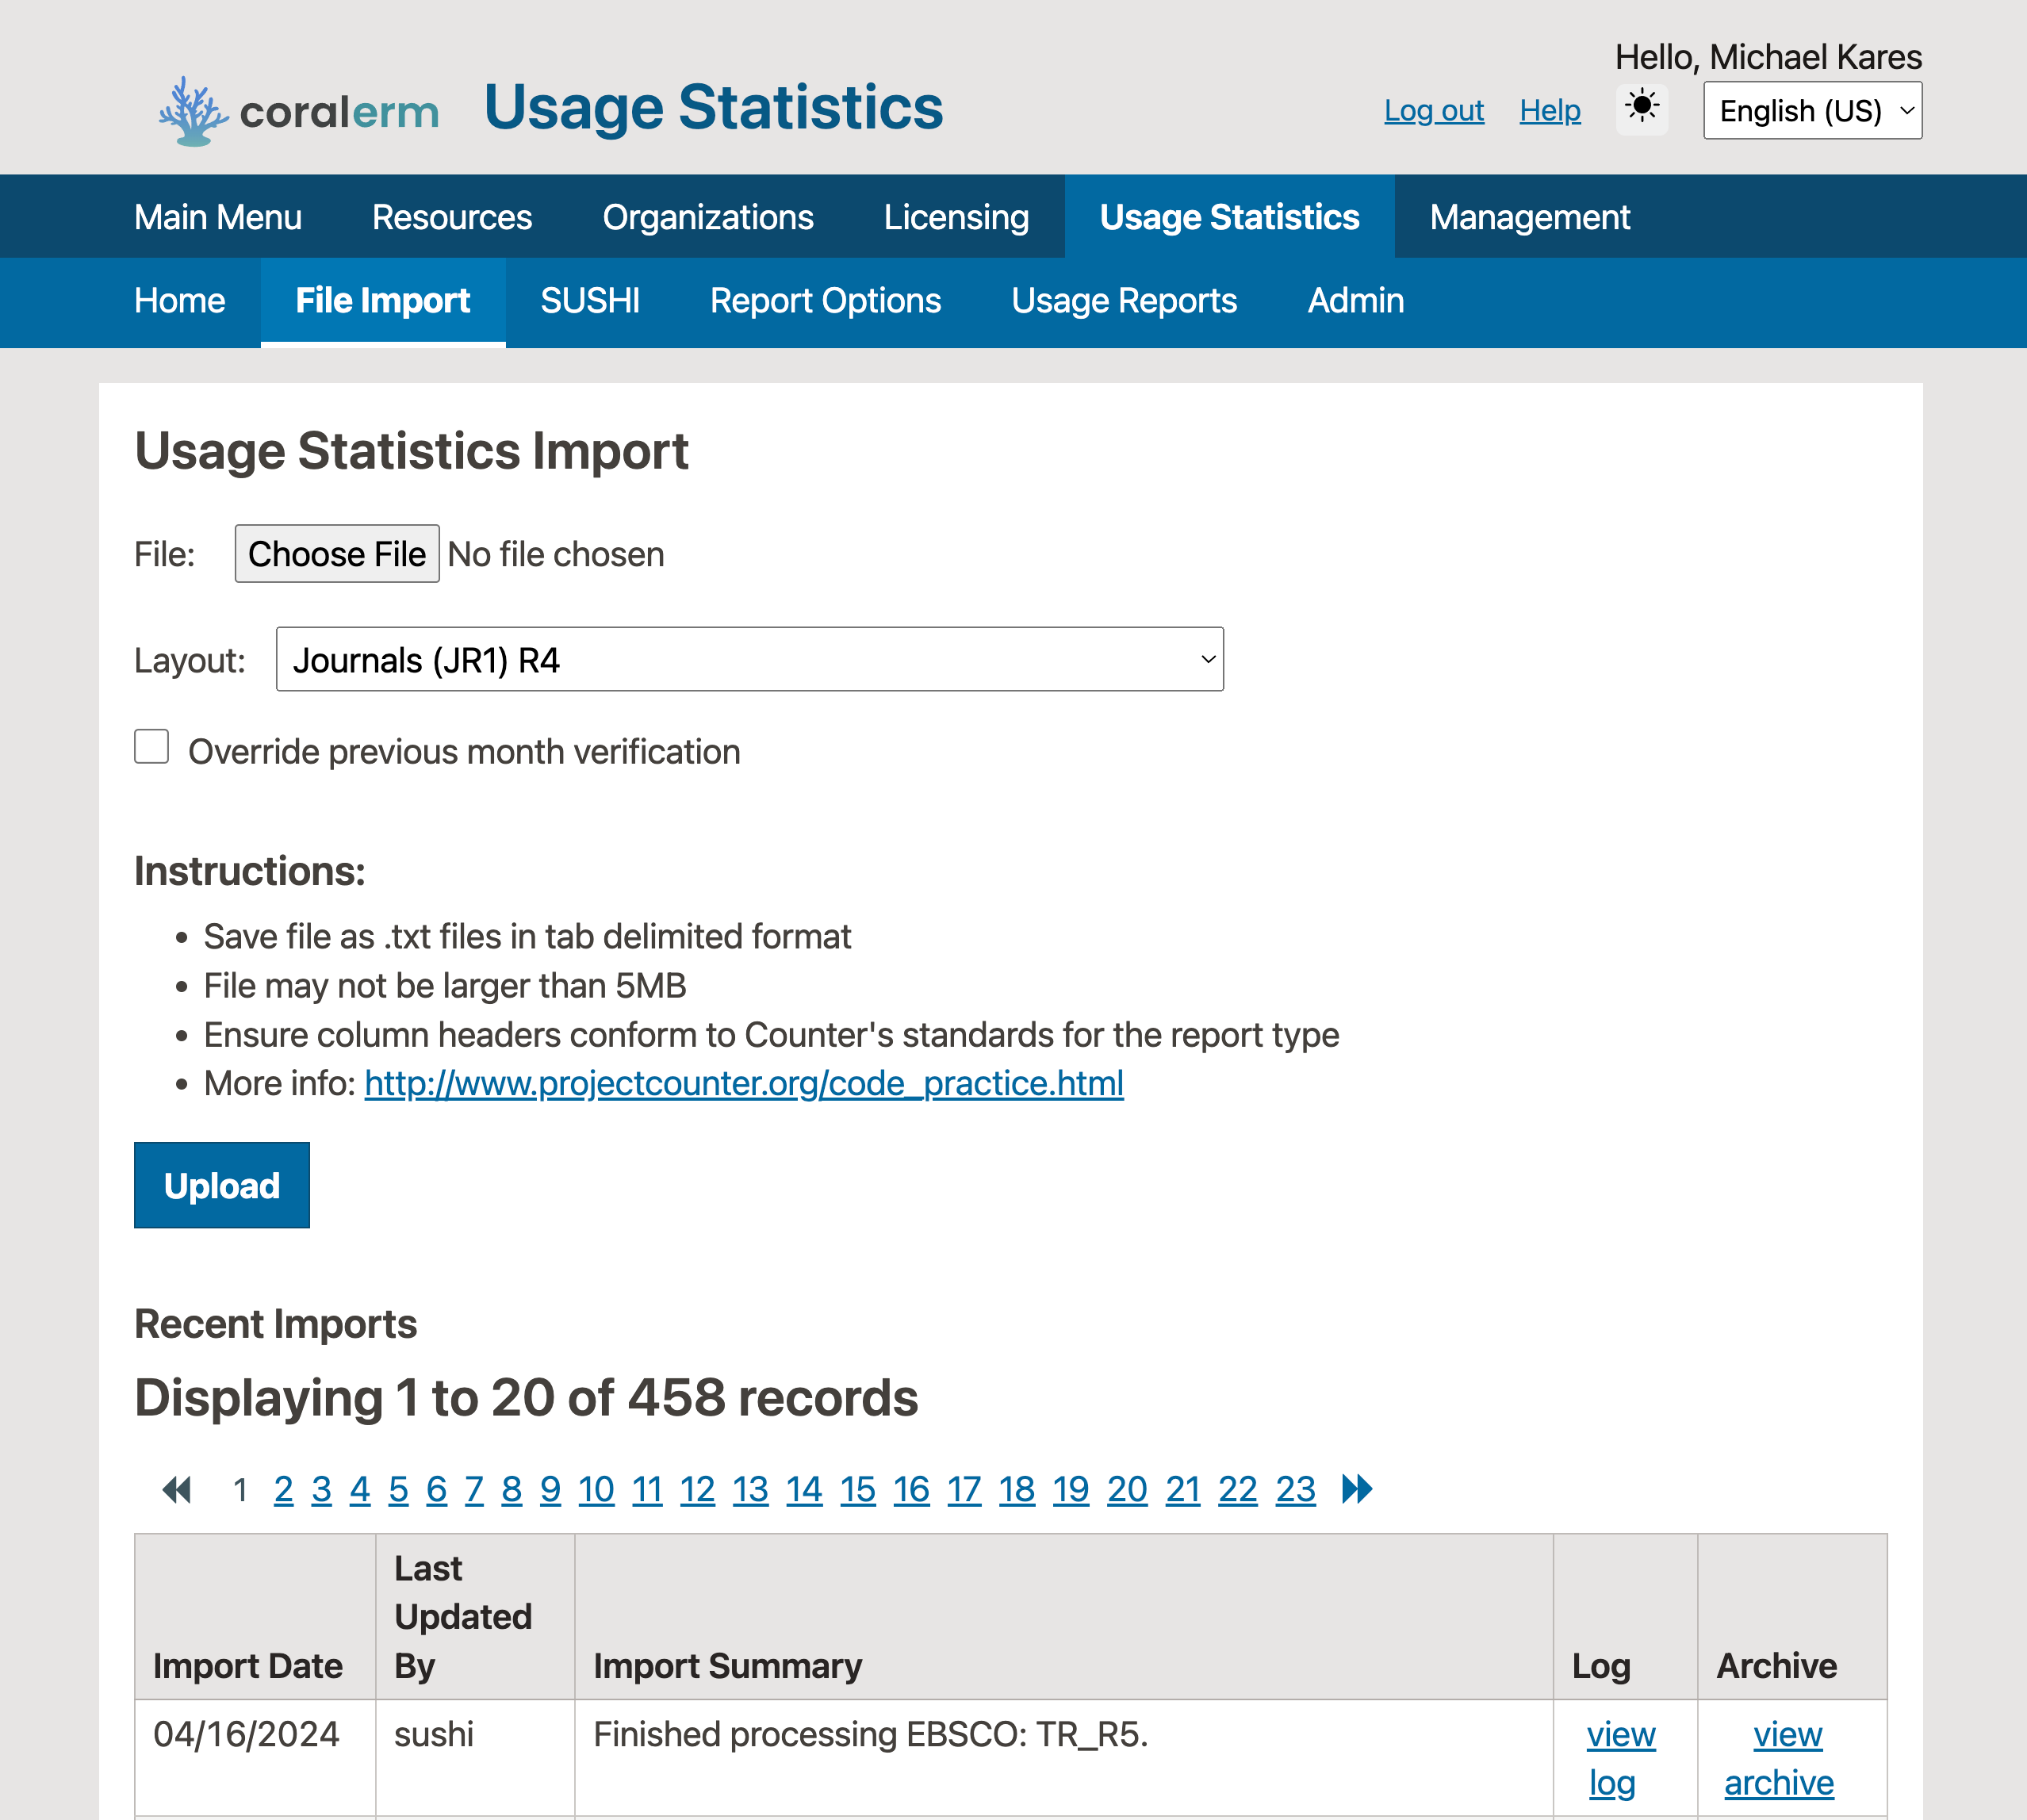 Hello, Michael Kares
coralerm Usage Statistics Log out Help English (US)
Main Menu Resources Organizations Licensing Usage Statistics Management
Home File Import SUSHI Report Options Usage Reports Admin
Usage Statistics Import
File: Choose File No file chosen
Layout: Journals (JR1) R4
Override previous month verification
Instructions:
• Save file as .txt files in tab delimited format
• File may not be larger than 5MB
• Ensure column headers conform to Counter's standards for the report type
• More info: http://www.projectcounter.org/code_practice.html
Upload
Recent Imports
Displaying 1 to 20 of 458 records
1 2 3 4 5 6 7 8 9 10 11 12 13 14 15 16 17 18 19 20 21 22 23
Import Date
Last
Updated
By
Import Summary
Log
Archive
04/16/2024
sushi
Finished processing EBSCO: TR_R5.
view
log
view
archive